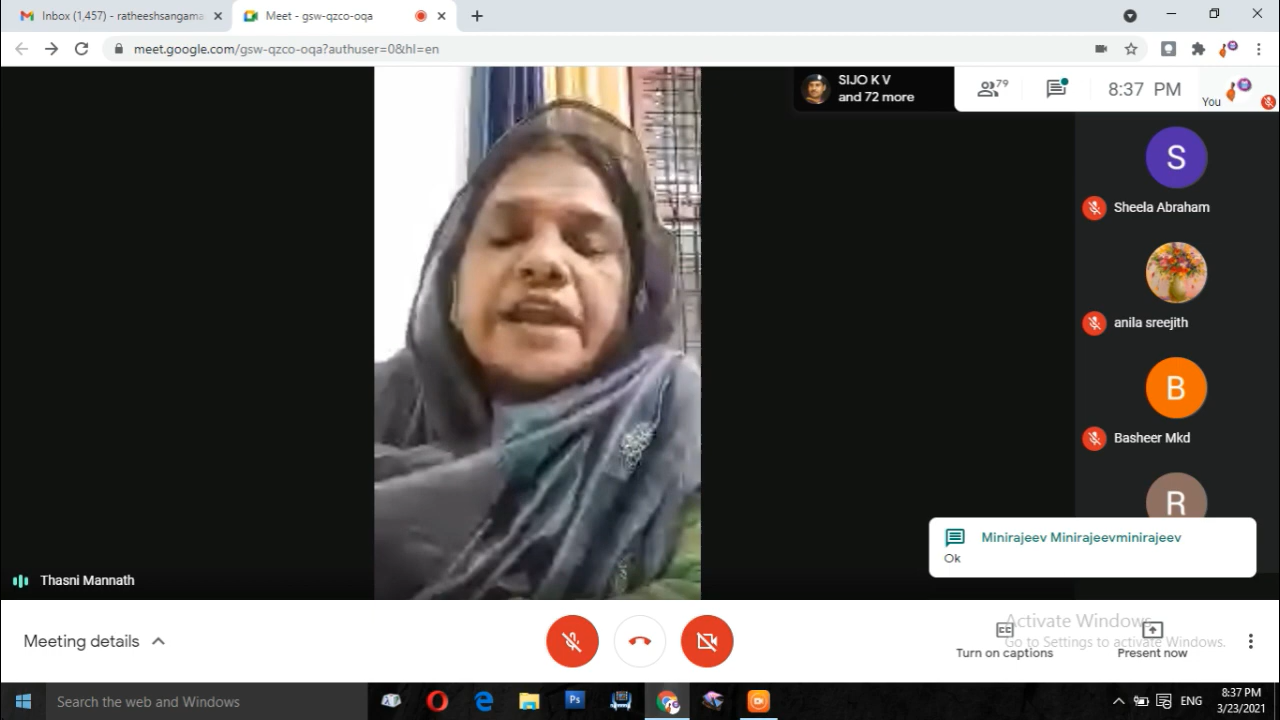 Inbox (1,457) - ratheeshsangama
Meet - gsw-qzco-oqa
meet.google.com/gsw-qzco-oqa?authuser=0&hl=en
SIJO K V
and 72 more
79
8:37 PM
You
S
Sheela Abraham
anila sreejith
B
Basheer Mkd
R
Minirajeev Minirajeevminirajeev
Ok
Thasni Mannath
Meeting details
CC
Turn on captions
Present now
Activate Windows
Go to Settings to activate Windows.
Search the web and Windows
Ps
ENG
8:37 PM
3/23/2021